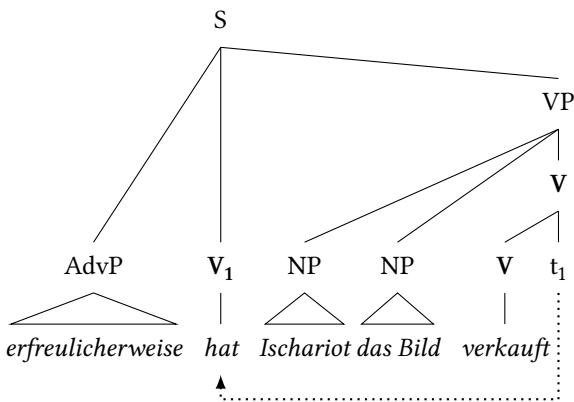 S
VP
V
AdvP V₁ NP NP V t₁
erfreulicherweise hat Ischariot das Bild verkauft